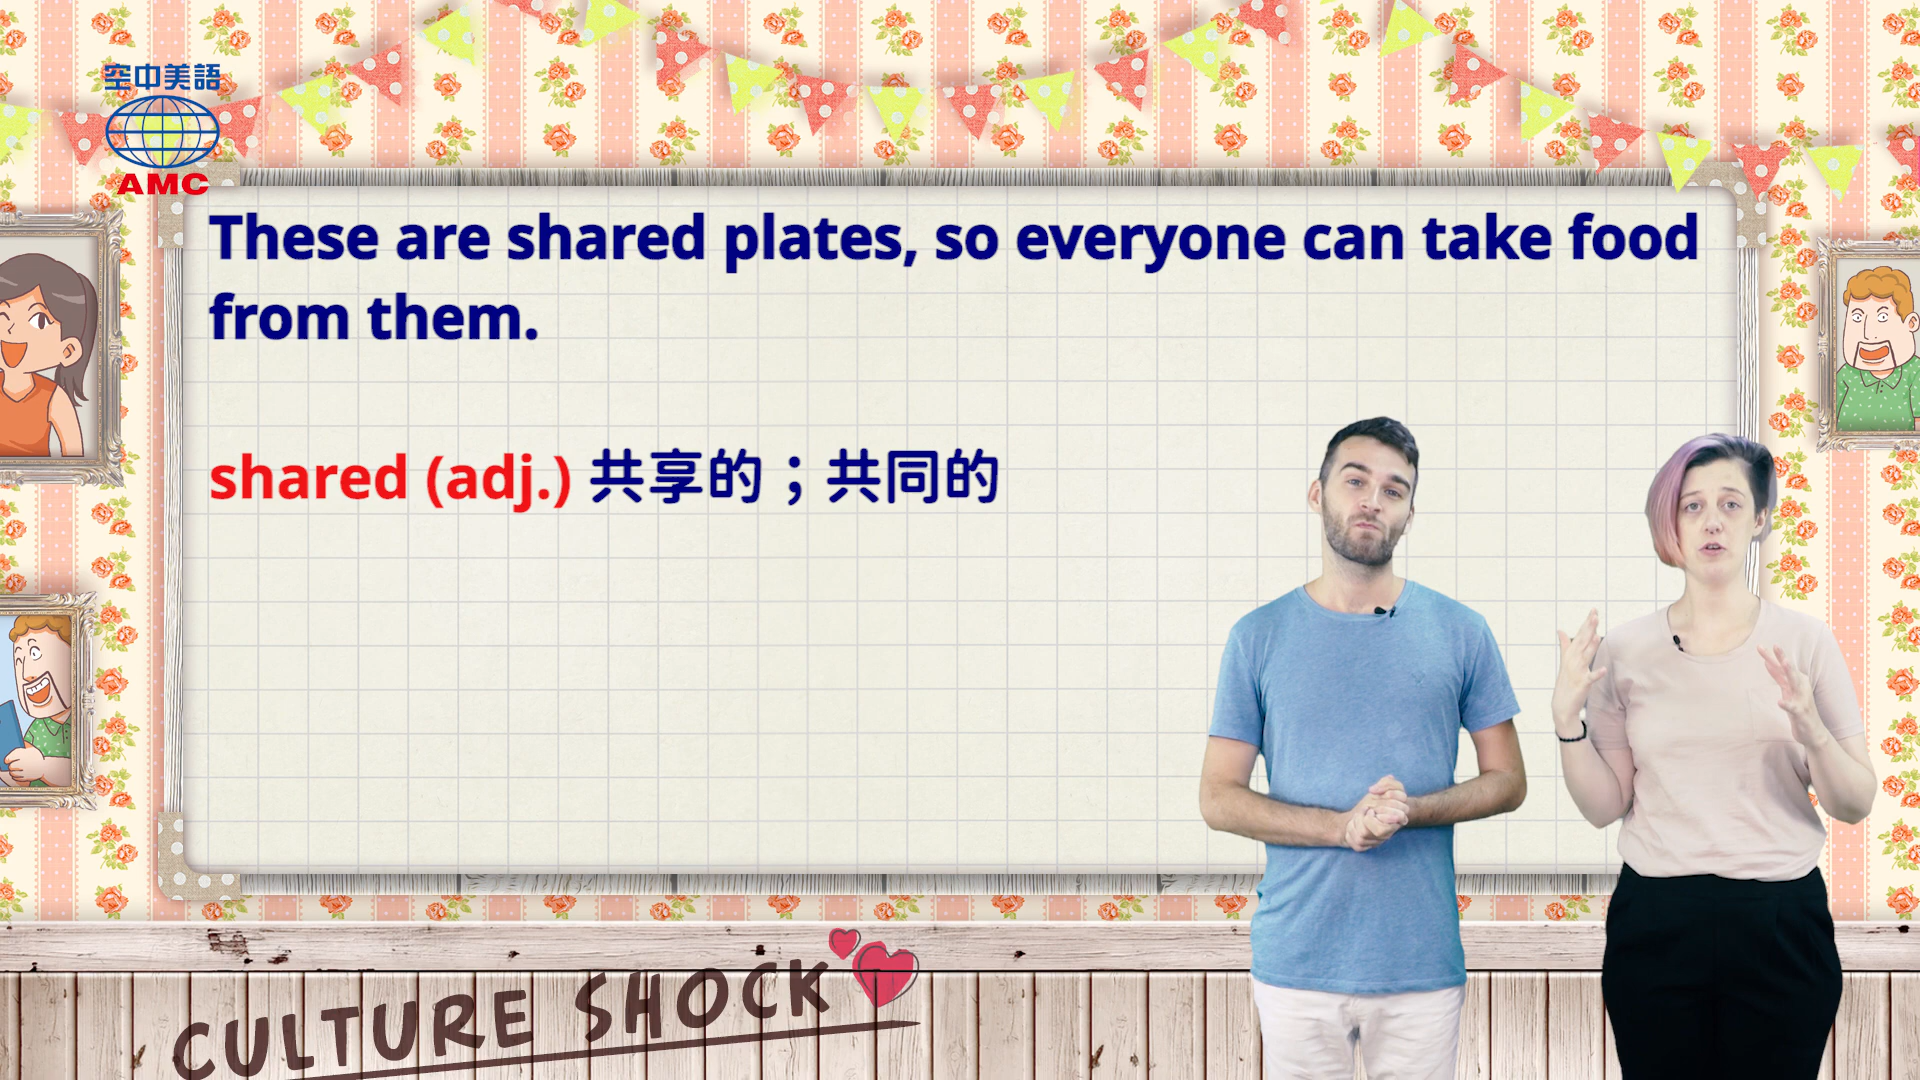 空中美語
AMC
These are shared plates, so everyone can take food
from them.
shared (adj.) 共享的；共同的
CULTURE SHOCK